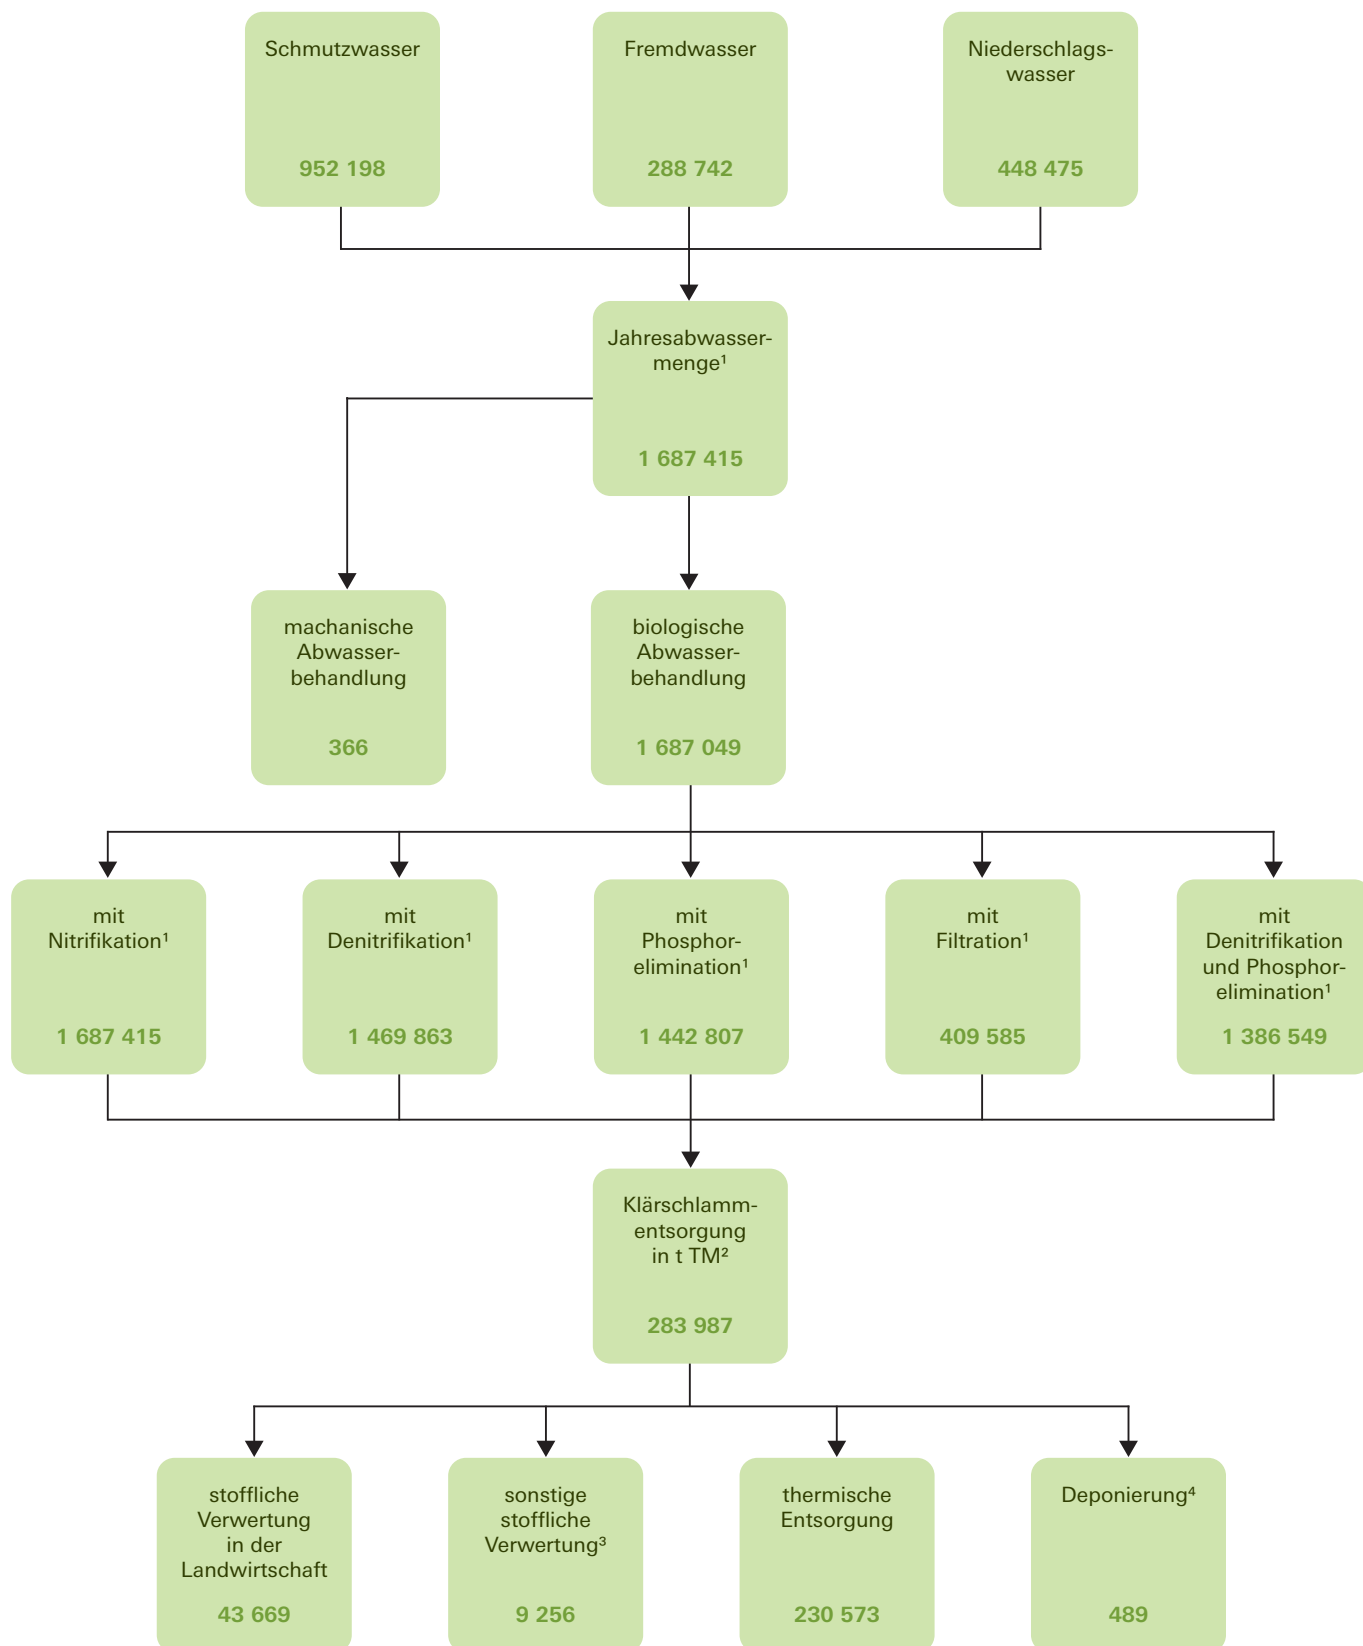 Schmutzwasser
952 198
Fremdwasser
288 742
Niederschlags-
wasser
448 475
Jahresabwasser-
menge¹
1 687 415
machanische
Abwasser-
behandlung
366
biologische
Abwasser-
behandlung
1 687 049
mit
Nitrifikation¹
1 687 415
mit
Denitrifikation¹
1 469 863
mit
Phosphor-
elimination¹
1 442 807
mit
Filtration¹
409 585
mit
Denitrifikation
und Phosphor-
elimination¹
1 386 549
Klärschlamm-
entsorgung
in t TM²
283 987
stoffliche
Verwertung
in der
Landwirtschaft
43 669
sonstige
stoffliche
Verwertung³
9 256
thermische
Entsorgung
230 573
Deponierung⁴
489